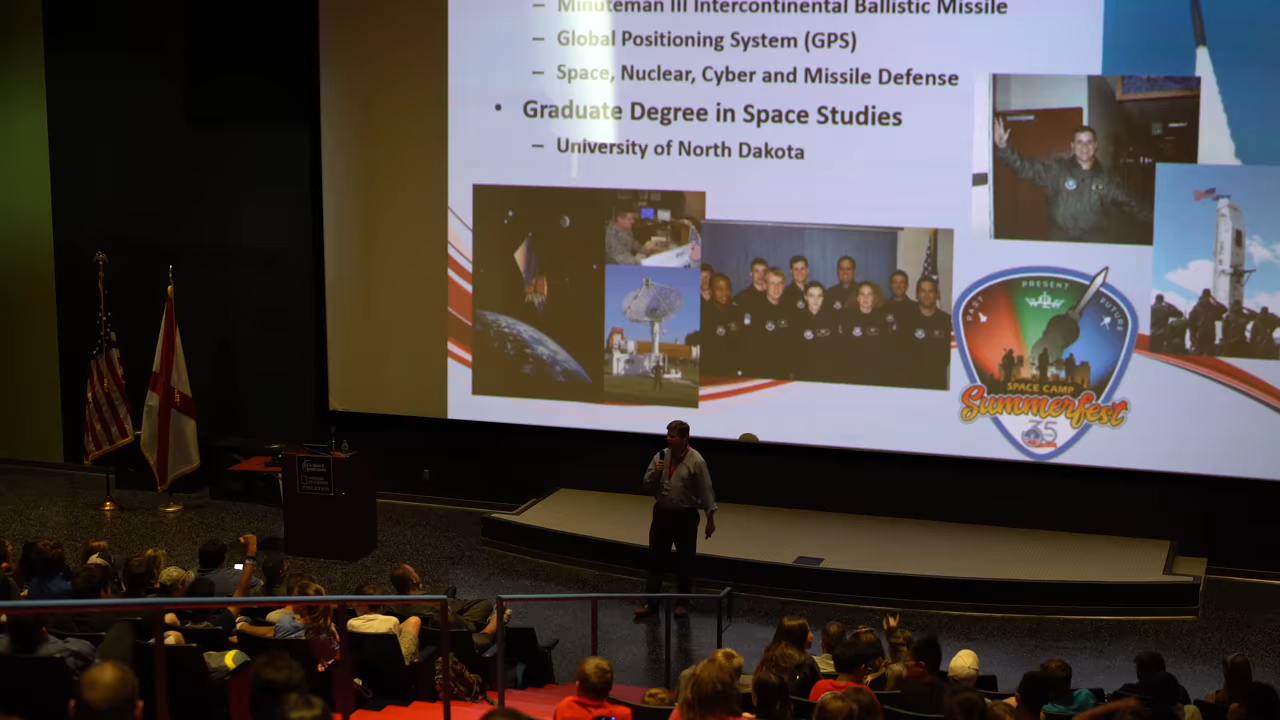 – Minuteman III Intercontinental Ballistic Missile
– Global Positioning System (GPS)
– Space, Nuclear, Cyber and Missile Defense
• Graduate Degree in Space Studies
– University of North Dakota
PAST PRESENT FUTURE
SPACE CAMP
Summerfest
35